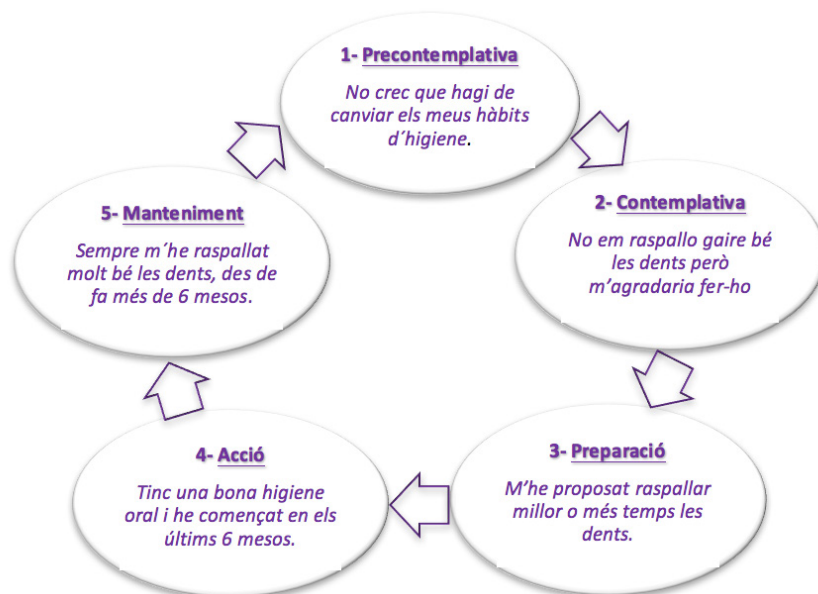 1- Precontemplativa
No crec que hagi de
canviar els meus hàbits
d´higiene.
2- Contemplativa
No em raspallo gaire bé
les dents però
m'agradaria fer-ho
3- Preparació
M'he proposat raspallar
millor o més temps les
dents.
4- Acció
Tinc una bona higiene
oral i he començat en els
últims 6 mesos.
5- Manteniment
Sempre m´he raspallat
molt bé les dents, des de
fa més de 6 mesos.